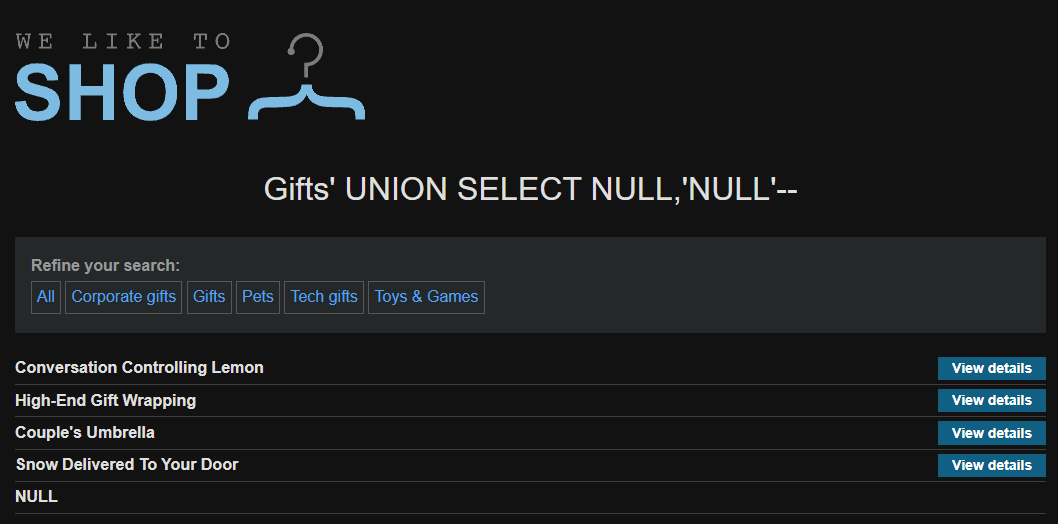 WE LIKE TO
SHOP
Gifts' UNION SELECT NULL,'NULL'--
Refine your search:
All Corporate gifts Gifts Pets Tech gifts Toys & Games
Conversation Controlling Lemon View details
High-End Gift Wrapping View details
Couple's Umbrella View details
Snow Delivered To Your Door View details
NULL